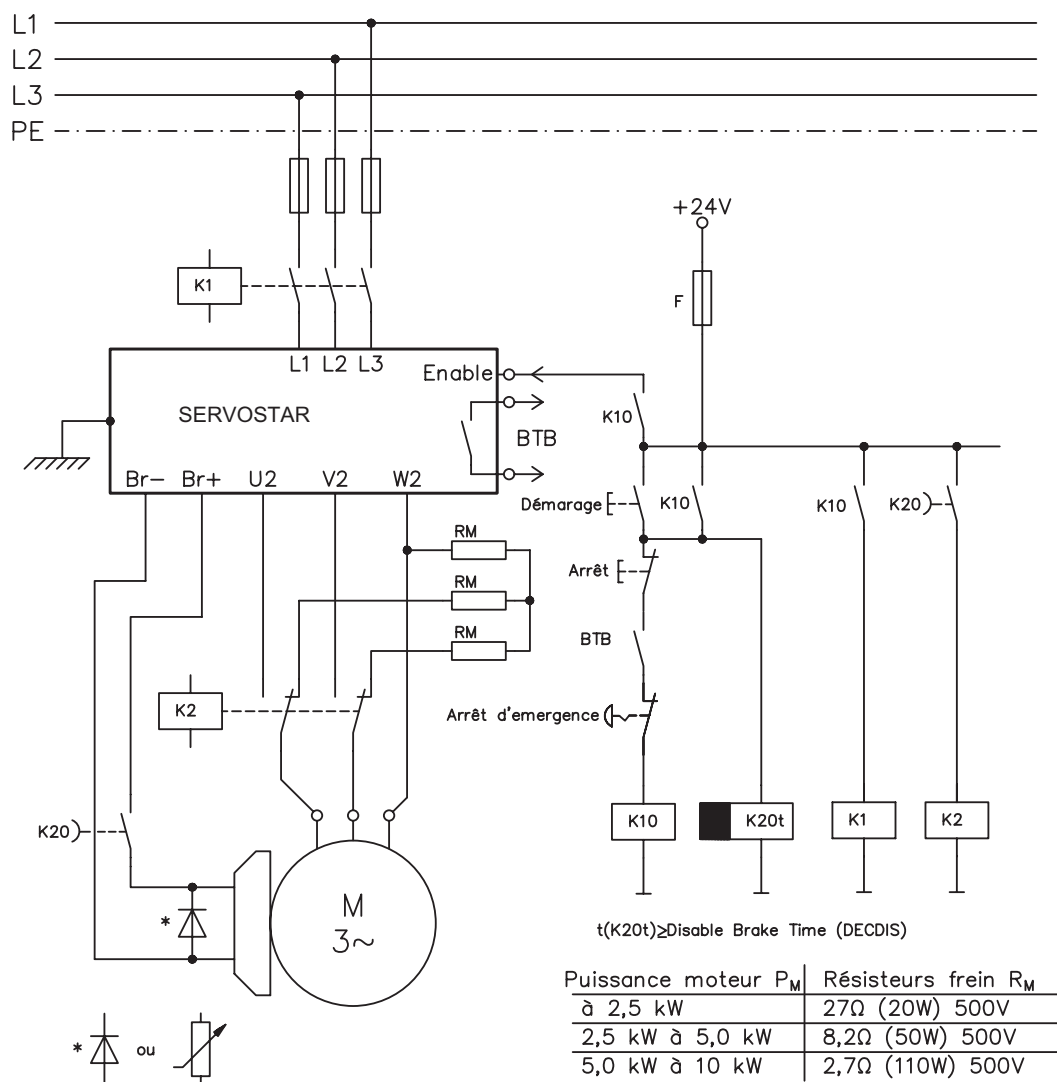 L1
L2
L3
PE
+24V
F
K1
L1 L2 L3
Enable
SERVOSTAR
BTB
K10
Br− Br+ U2 V2 W2
Démarage
K10
K10
K20
RM
RM
RM
Arrêt
BTB
K2
Arrêt d'emergence
K20
K10
K20t
K1
K2
*
M
3~
t(K20t)≥Disable Brake Time (DECDIS)
Puissance moteur PM Résisteurs frein RM
à 2,5 kW 27Ω (20W) 500V
2,5 kW à 5,0 kW 8,2Ω (50W) 500V
5,0 kW à 10 kW 2,7Ω (110W) 500V
* ou